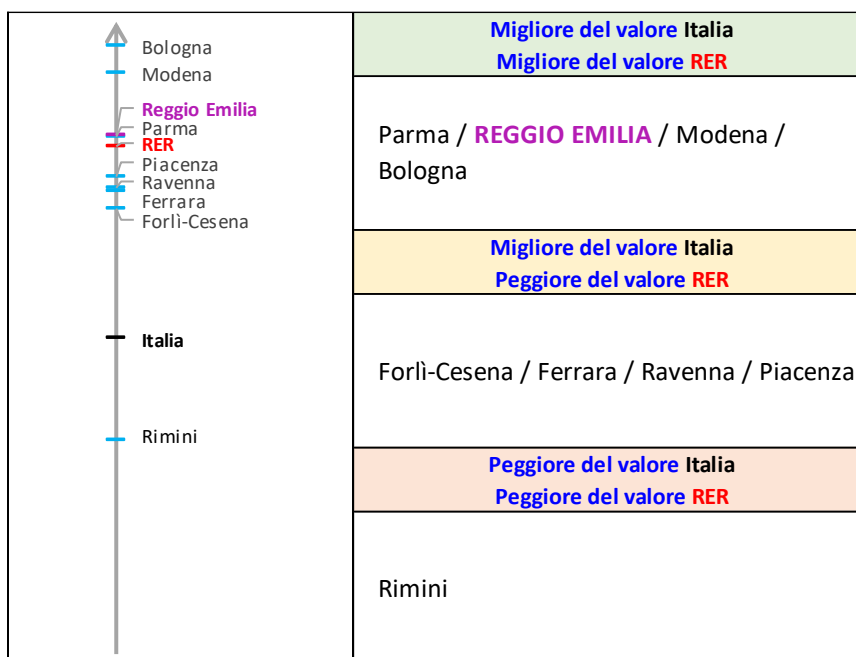 Bologna
Modena
Reggio Emilia
Parma
RER
Piacenza
Ravenna
Ferrara
Forlì-Cesena
Italia
Rimini
Migliore del valore Italia
Migliore del valore RER
Parma / REGGIO EMILIA / Modena /
Bologna
Migliore del valore Italia
Peggiore del valore RER
Forlì-Cesena / Ferrara / Ravenna / Piacenza
Peggiore del valore Italia
Peggiore del valore RER
Rimini